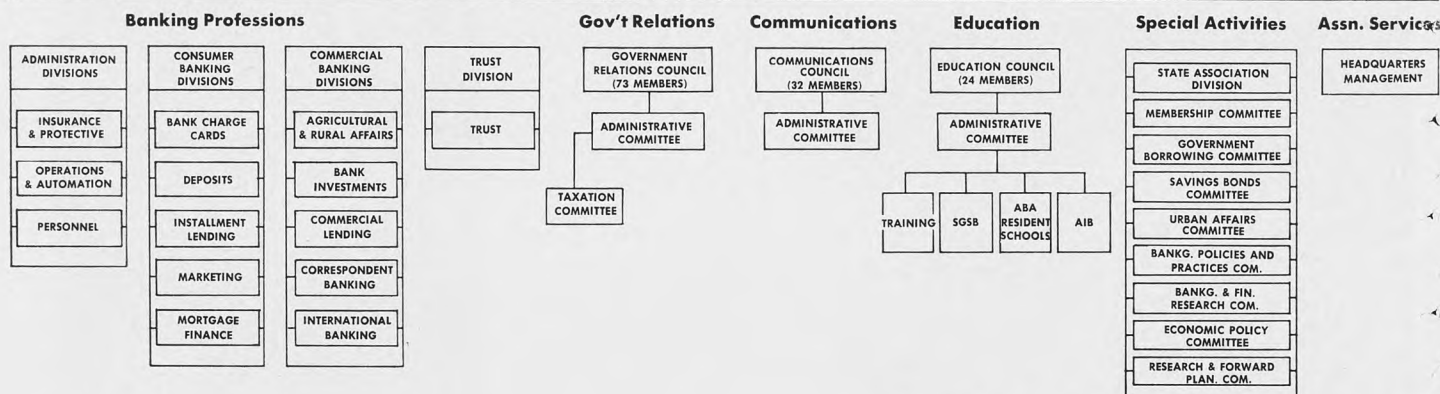 Banking Professions
ADMINISTRATION
DIVISIONS
INSURANCE
& PROTECTIVE
OPERATIONS
& AUTOMATION
PERSONNEL
CONSUMER
BANKING
DIVISIONS
BANK CHARGE
CARDS
DEPOSITS
INSTALLMENT
LENDING
MARKETING
MORTGAGE
FINANCE
COMMERCIAL
BANKING
DIVISIONS
AGRICULTURAL
& RURAL AFFAIRS
BANK
INVESTMENTS
COMMERCIAL
LENDING
CORRESPONDENT
BANKING
INTERNATIONAL
BANKING
TRUST
DIVISION
TRUST
Gov't Relations
GOVERNMENT
RELATIONS COUNCIL
(73 MEMBERS)
ADMINISTRATIVE
COMMITTEE
TAXATION
COMMITTEE
Communications
COMMUNICATIONS
COUNCIL
(32 MEMBERS)
ADMINISTRATIVE
COMMITTEE
Education
EDUCATION COUNCIL
(24 MEMBERS)
ADMINISTRATIVE
COMMITTEE
TRAINING
SGSB
ABA
RESIDENT
SCHOOLS
AIB
Special Activities
STATE ASSOCIATION
DIVISION
MEMBERSHIP COMMITTEE
GOVERNMENT
BORROWING COMMITTEE
SAVINGS BONDS
COMMITTEE
URBAN AFFAIRS
COMMITTEE
BANKG. POLICIES AND
PRACTICES COM.
BANKG. & FIN.
RESEARCH COM.
ECONOMIC POLICY
COMMITTEE
RESEARCH & FORWARD
PLAN. COM.
Assn. Services
HEADQUARTERS
MANAGEMENT